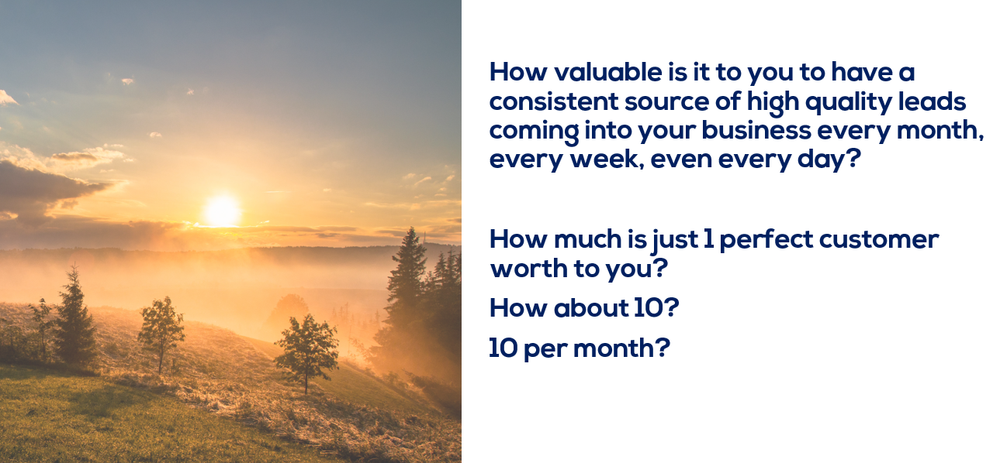 How valuable is it to you to have a
consistent source of high quality leads
coming into your business every month,
every week, even every day?
How much is just 1 perfect customer
worth to you?
How about 10?
10 per month?